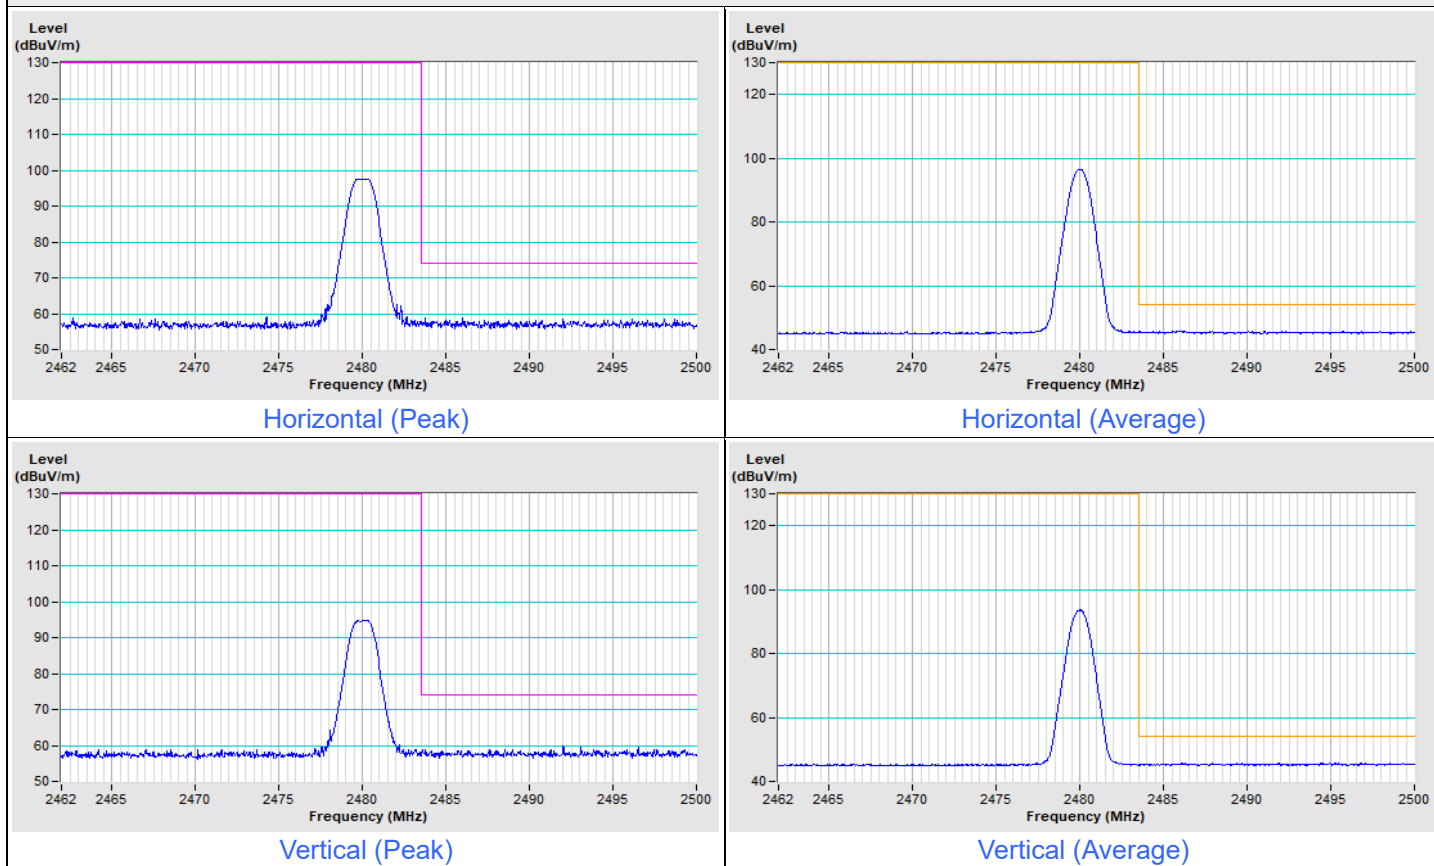 Level
(dBuV/m)
130
120
110
100
90
80
70
60
50
2462 2465 2470 2475 2480 2485 2490 2495 2500
Frequency (MHz)
Horizontal (Peak)
Level
(dBuV/m)
130
120
100
80
60
40
2462 2465 2470 2475 2480 2485 2490 2495 2500
Frequency (MHz)
Horizontal (Average)
Level
(dBuV/m)
130
120
110
100
90
80
70
60
50
2462 2465 2470 2475 2480 2485 2490 2495 2500
Frequency (MHz)
Vertical (Peak)
Level
(dBuV/m)
130
120
100
80
60
40
2462 2465 2470 2475 2480 2485 2490 2495 2500
Frequency (MHz)
Vertical (Average)